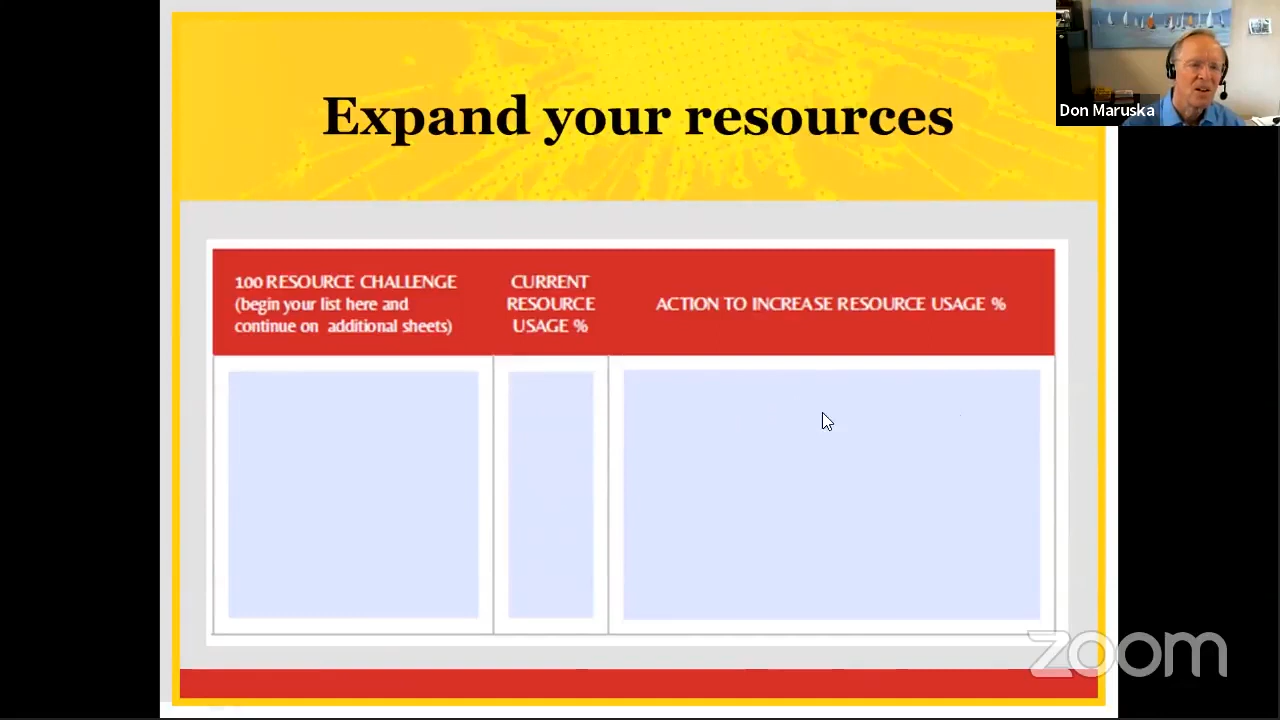 Expand your resources
Don Maruska
100 RESOURCE CHALLENGE
(begin your list here and
continue on additional sheets)
CURRENT
RESOURCE
USAGE %
ACTION TO INCREASE RESOURCE USAGE %
zoom